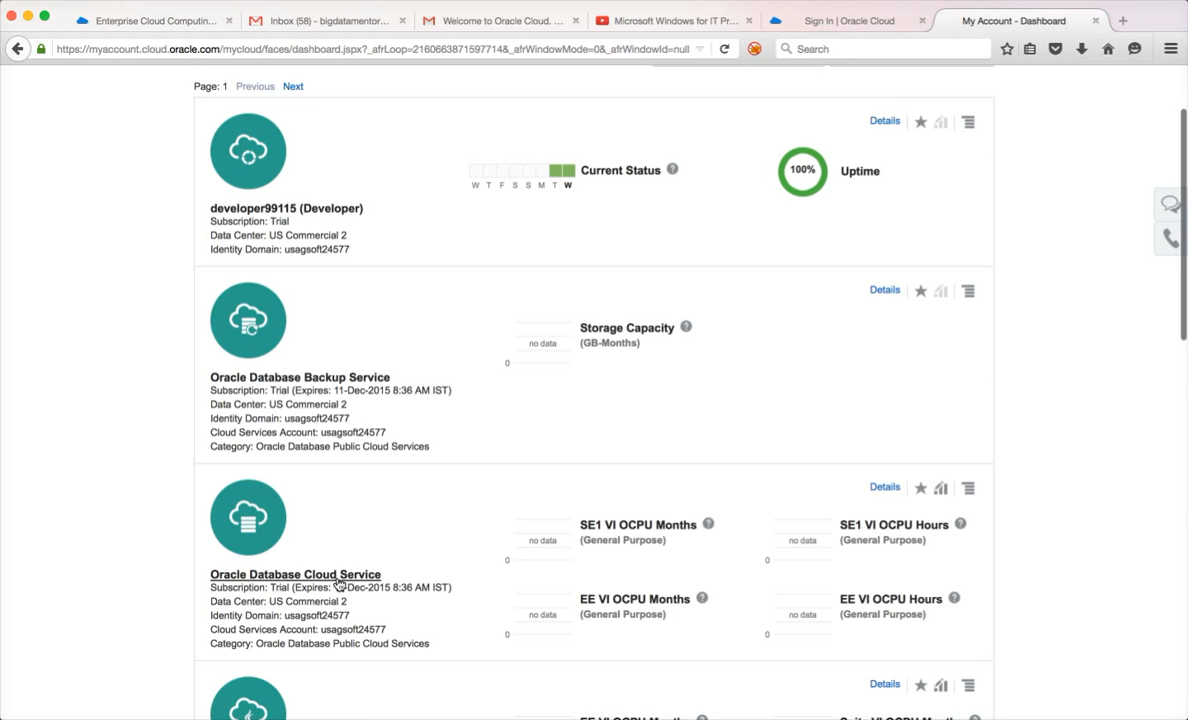 Enterprise Cloud Computin...
Inbox (58) - bigdatamentor...
Welcome to Oracle Cloud. ...
Microsoft Windows for IT Pr...
Sign In | Oracle Cloud
My Account - Dashboard
https://myaccount.cloud.oracle.com/mycloud/faces/dashboard.jspx?_afrLoop=2160663871597714&_afrWindowMode=0&_afrWindowId=null
Search
Page: 1 Previous Next
Details
Current Status
W T F S S M T W
100%
Uptime
developer99115 (Developer)
Subscription: Trial
Data Center: US Commercial 2
Identity Domain: usagsoft24577
Details
Storage Capacity
(GB-Months)
no data
0
Oracle Database Backup Service
Subscription: Trial (Expires: 11-Dec-2015 8:36 AM IST)
Data Center: US Commercial 2
Identity Domain: usagsoft24577
Cloud Services Account: usagsoft24577
Category: Oracle Database Public Cloud Services
Details
SE1 VI OCPU Months
(General Purpose)
no data
0
SE1 VI OCPU Hours
(General Purpose)
no data
0
Oracle Database Cloud Service
Subscription: Trial (Expires: -Dec-2015 8:36 AM IST)
Data Center: US Commercial 2
Identity Domain: usagsoft24577
Cloud Services Account: usagsoft24577
Category: Oracle Database Public Cloud Services
EE VI OCPU Months
(General Purpose)
no data
0
EE VI OCPU Hours
(General Purpose)
no data
0
Details